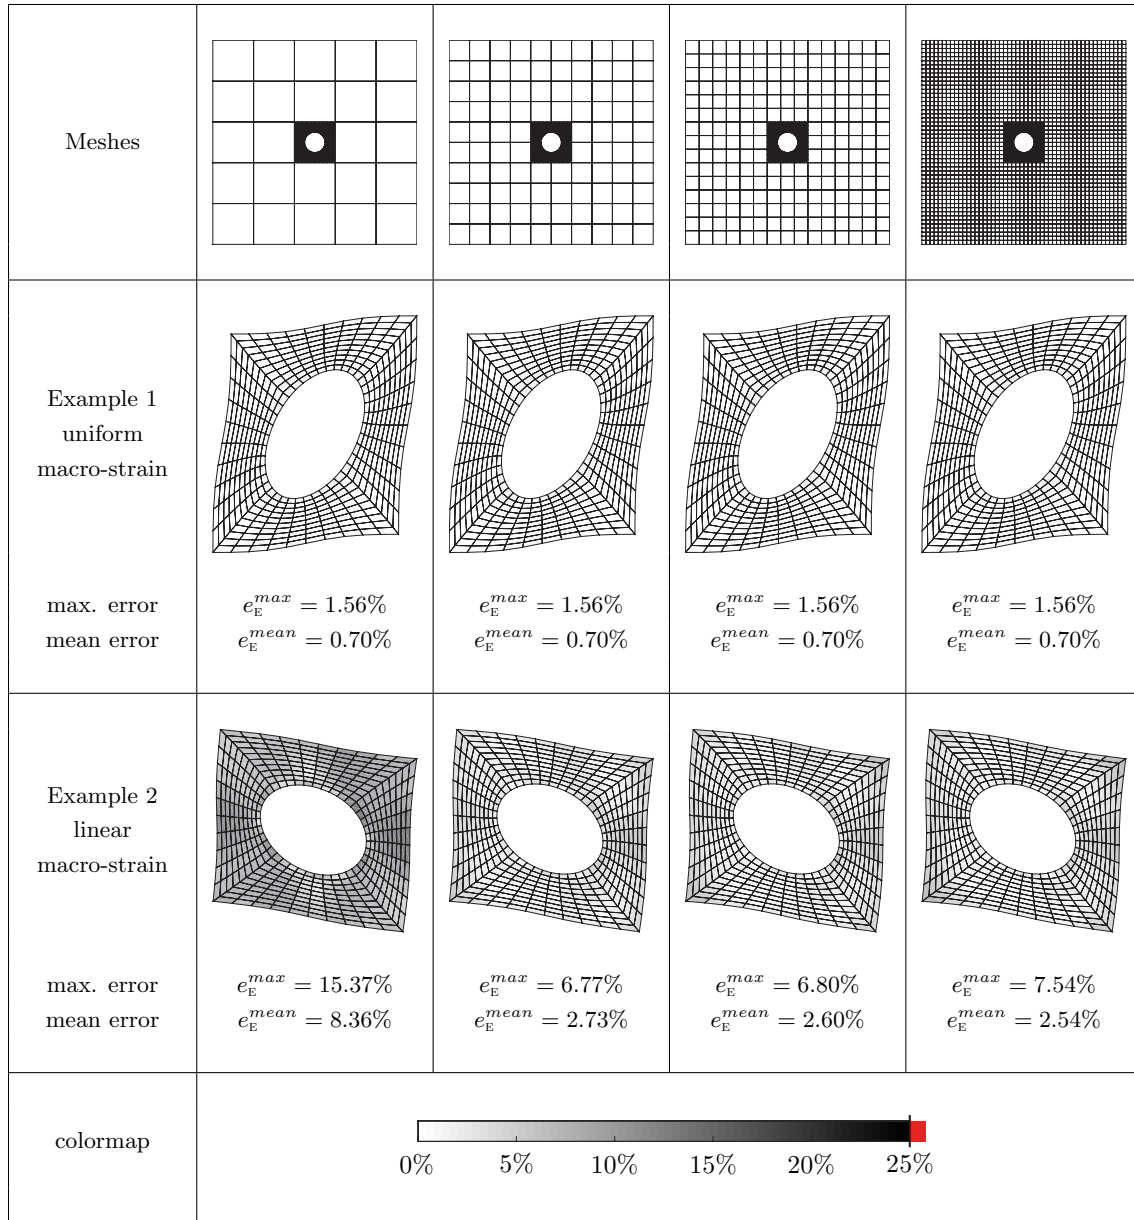 Meshes
Example 1
uniform
macro-strain
max. error
mean error
e_E^{max} = 1.56%
e_E^{mean} = 0.70%
e_E^{max} = 1.56%
e_E^{mean} = 0.70%
e_E^{max} = 1.56%
e_E^{mean} = 0.70%
e_E^{max} = 1.56%
e_E^{mean} = 0.70%
Example 2
linear
macro-strain
max. error
mean error
e_E^{max} = 15.37%
e_E^{mean} = 8.36%
e_E^{max} = 6.77%
e_E^{mean} = 2.73%
e_E^{max} = 6.80%
e_E^{mean} = 2.60%
e_E^{max} = 7.54%
e_E^{mean} = 2.54%
colormap
0% 5% 10% 15% 20% 25%